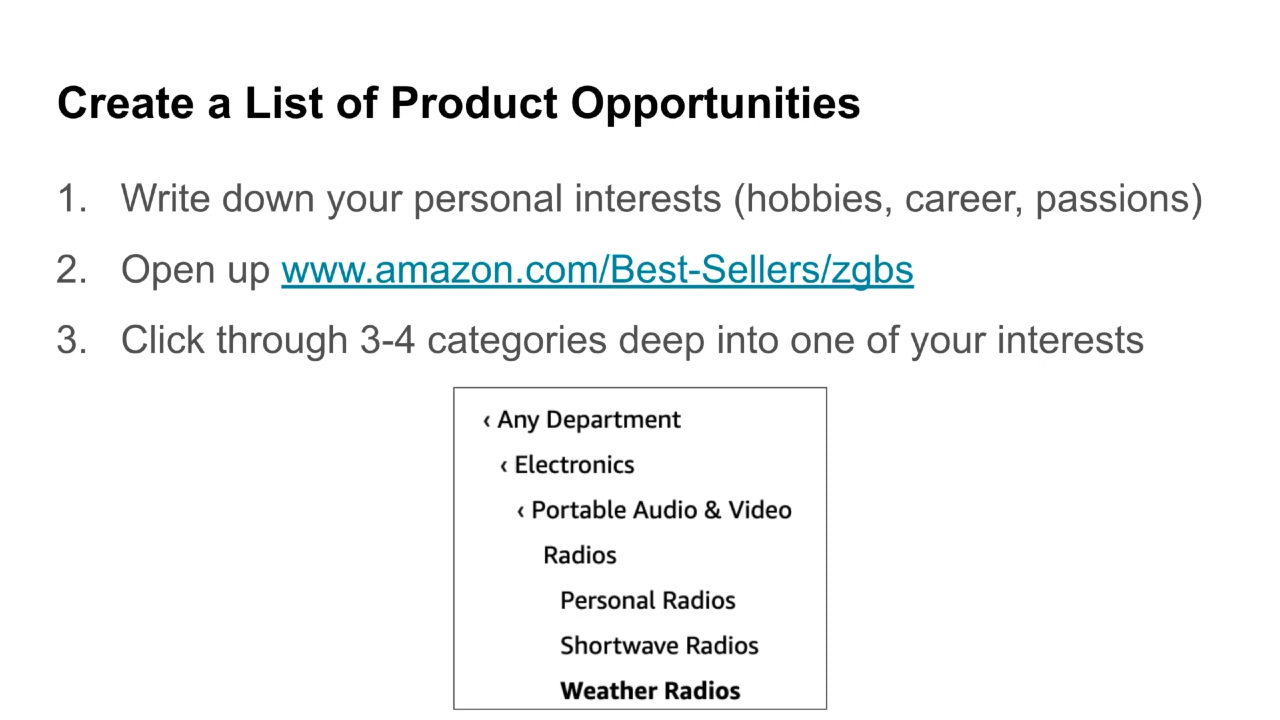 Create a List of Product Opportunities
1. Write down your personal interests (hobbies, career, passions)
2. Open up www.amazon.com/Best-Sellers/zgbs
3. Click through 3-4 categories deep into one of your interests
‹ Any Department
‹ Electronics
‹ Portable Audio & Video
Radios
Personal Radios
Shortwave Radios
Weather Radios